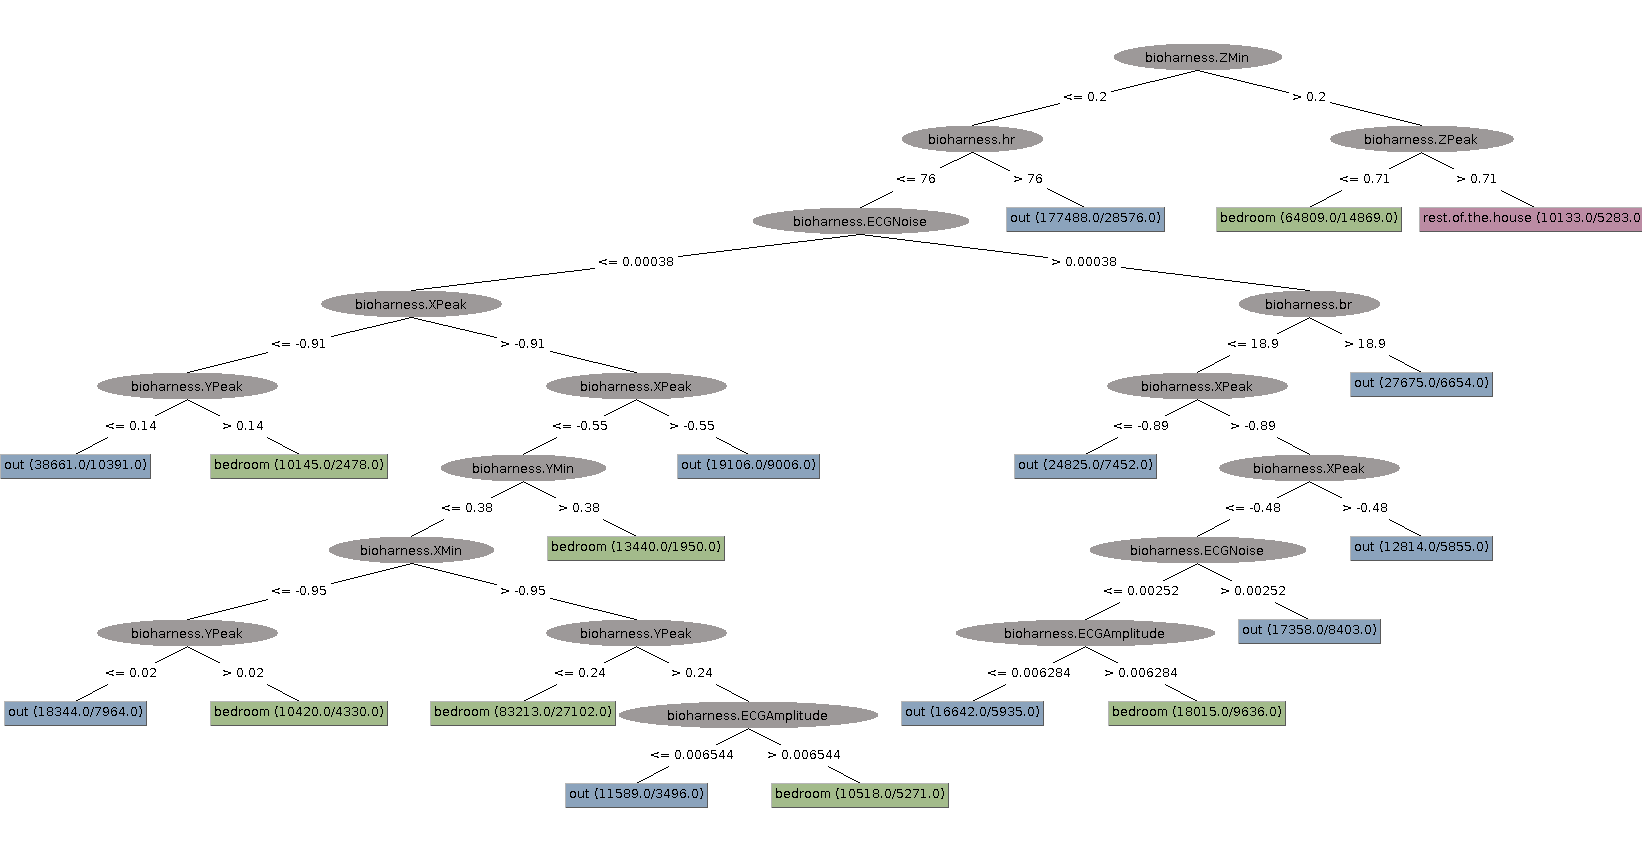 bioharness.ZMin
<= 0.2
> 0.2
bioharness.hr
bioharness.ZPeak
<= 76
> 76
<= 0.71
> 0.71
bioharness.ECGNoise
out (177488.0/28576.0)
bedroom (64809.0/14869.0)
rest.of.the.house (10133.0/5283.0
<= 0.00038
> 0.00038
bioharness.XPeak
bioharness.br
<= -0.91
> -0.91
<= 18.9
> 18.9
bioharness.YPeak
bioharness.XPeak
bioharness.XPeak
out (27675.0/6654.0)
<= 0.14
> 0.14
<= -0.55
> -0.55
<= -0.89
> -0.89
out (38661.0/10391.0)
bedroom (10145.0/2478.0)
bioharness.YMin
out (19106.0/9006.0)
out (24825.0/7452.0)
bioharness.XPeak
<= 0.38
> 0.38
<= -0.48
> -0.48
bioharness.XMin
bedroom (13440.0/1950.0)
bioharness.ECGNoise
out (12814.0/5855.0)
<= -0.95
> -0.95
<= 0.00252
> 0.00252
bioharness.YPeak
bioharness.YPeak
bioharness.ECGAmplitude
out (17358.0/8403.0)
<= 0.02
> 0.02
<= 0.24
> 0.24
<= 0.006284
> 0.006284
out (18344.0/7964.0)
bedroom (10420.0/4330.0)
bedroom (83213.0/27102.0)
bioharness.ECGAmplitude
out (16642.0/5935.0)
bedroom (18015.0/9636.0)
<= 0.006544
> 0.006544
out (11589.0/3496.0)
bedroom (10518.0/5271.0)